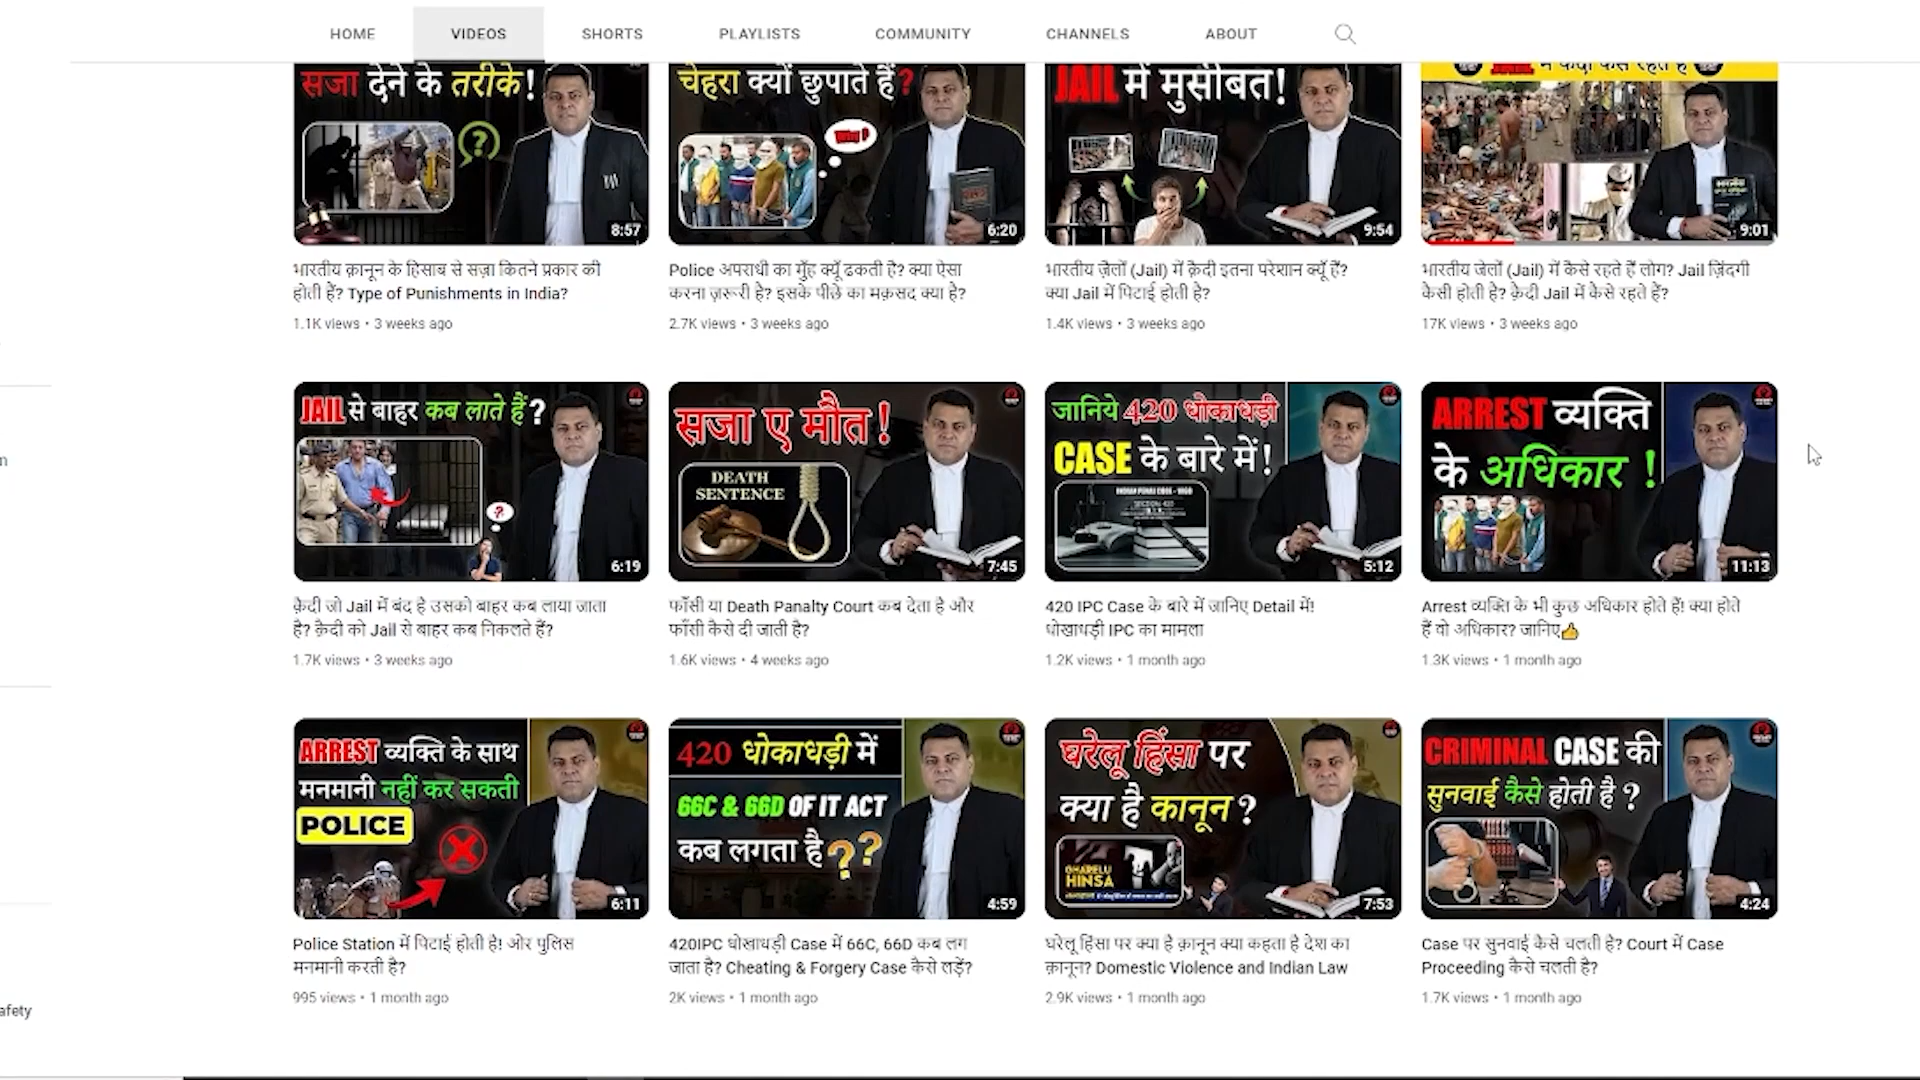 HOME
VIDEOS
SHORTS
PLAYLISTS
COMMUNITY
CHANNELS
ABOUT
सजा देने के तरीके!
8:57
चेहरा क्यों छुपाते हैं?
Why?
6:20
JAIL में मुसीबत!
9:54
9:01
भारतीय क़ानून के हिसाब से सज़ा कितने प्रकार की
होती हैं? Type of Punishments in India?
1.1K views • 3 weeks ago
Police अपराधी का मुँह क्यूँ ढकती है? क्या ऐसा
करना ज़रूरी है? इसके पीछे का मक़सद क्या है?
2.7K views • 3 weeks ago
भारतीय ज़ेलों (Jail) में क़ैदी इतना परेशान क्यूँ हैं?
क्या Jail में पिटाई होती है?
1.4K views • 3 weeks ago
भारतीय जेलों (Jail) में कैसे रहते हैं लोग? Jail ज़िंदगी
कैसी होती है? क़ैदी Jail में कैसे रहते हैं?
17K views • 3 weeks ago
JAIL से बाहर कब लाते हैं?
?
6:19
सजा ए मौत!
DEATH
SENTENCE
7:45
जानिये 420 धोकाधड़ी
CASE के बारे में!
5:12
ARREST व्यक्ति
के अधिकार !
11:13
क़ैदी जो Jail में बंद है उसको बाहर कब लाया जाता
है? क़ैदी को Jail से बाहर कब निकलते हैं?
1.7K views • 3 weeks ago
फाँसी या Death Panalty Court कब देता है और
फाँसी कैसे दी जाती है?
1.6K views • 4 weeks ago
420 IPC Case के बारे में जानिए Detail में!
धोखाधड़ी IPC का मामला
1.2K views • 1 month ago
Arrest व्यक्ति के भी कुछ अधिकार होते हैं! क्या होते
हैं वो अधिकार? जानिए👍
1.3K views • 1 month ago
ARREST व्यक्ति के साथ
मनमानी नहीं कर सकती
POLICE
6:11
420 धोकाधड़ी में
66C & 66D OF IT ACT
कब लगता है??
4:59
घरेलू हिंसा पर
क्या है कानून ?
GHARELU
HINSA
7:53
CRIMINAL CASE की
सुनवाई कैसे होती है ?
4:24
Police Station में पिटाई होती है! ओर पुलिस
मनमानी करती है?
995 views • 1 month ago
420IPC धोखाधड़ी Case में 66C, 66D कब लग
जाता है? Cheating & Forgery Case कैसे लड़ें?
2K views • 1 month ago
घरेलू हिंसा पर क्या है क़ानून क्या कहता है देश का
क़ानून? Domestic Violence and Indian Law
2.9K views • 1 month ago
Case पर सुनवाई कैसे चलती है? Court में Case
Proceeding कैसे चलती है?
1.7K views • 1 month ago
afety